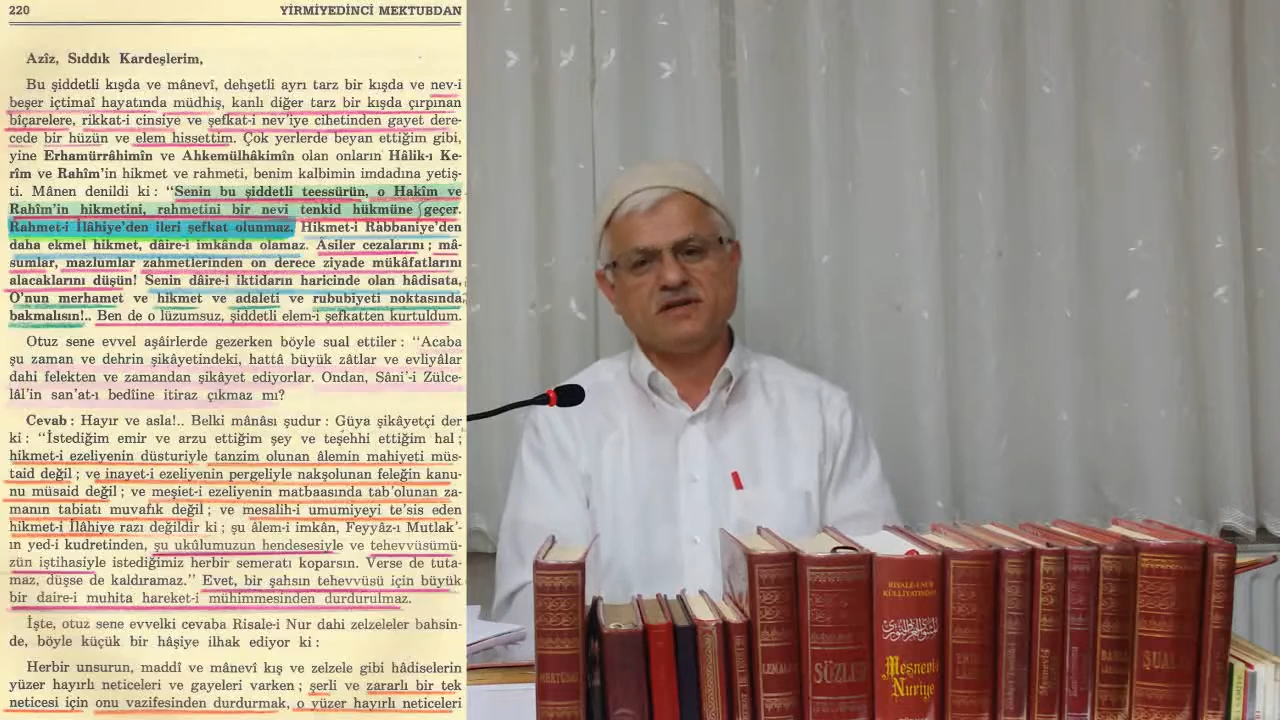 220
YİRMİYEDİNCİ MEKTUBDAN
Azîz, Sıddık Kardeşlerim,
Bu şiddetli kışda ve mânevî, dehşetli ayrı tarz bir kışda ve nev-i
beşer içtimaî hayatında müdhiş, kanlı diğer tarz bir kışda çırpınan
bîçarelere, rikkat-i cinsiye ve şefkat-i nev'iye cihetinden gayet dere-
cede bir hüzün ve elem hissettim. Çok yerlerde beyan ettiğim gibi,
yine Erhamürrâhimîn ve Ahkemülhâkimîn olan onların Hâlik-ı Ke-
rîm ve Rahîm'in hikmet ve rahmeti, benim kalbimin imdadına yetiş-
ti. Mânen denildi ki : "Senin bu şiddetli teessürün, o Hakîm ve
Rahîm'in hikmetini, rahmetini bir nevi tenkid hükmüne geçer.
Rahmet-i İlâhiye'den ileri şefkat olunmaz. Hikmet-i Rabbaniye'den
daha ekmel hikmet, dâire-i imkânda olamaz. Âsiler cezalarını ; mâ-
sumlar, mazlumlar zahmetlerinden on derece ziyade mükâfatlarını
alacaklarını düşün! Senin dâire-i iktidarın haricinde olan hâdisata,
O'nun merhamet ve hikmet ve adaleti ve rububiyeti noktasında
bakmalısın!.. Ben de o lüzumsuz, şiddetli elem-i şefkatten kurtuldum.
Otuz sene evvel aşâirlerde gezerken böyle sual ettiler : "Acaba
şu zaman ve dehrin şikâyetindeki, hattâ büyük zâtlar ve evliyâlar
dahi felekten ve zamandan şikâyet ediyorlar. Ondan, Sâni'-i Zülce-
lâl'in san'at-ı bedîine itiraz çıkmaz mı?
Cevab : Hayır ve asla!.. Belki mânası şudur : Güya şikâyetçi der
ki : "İstediğim emir ve arzu ettiğim şey ve teşehhi ettiğim hal ;
hikmet-i ezeliyenin düsturiyle tanzim olunan âlemin mahiyeti müs-
taid değil ; ve inayet-i ezeliyenin pergeliyle nakşolunan feleğin kanu-
nu müsaid değil ; ve meşiet-i ezeliyenin matbaasında tab'olunan za-
manın tabiatı muvafık değil ; ve mesalih-i umumiyeyi te'sis eden
hikmet-i İlâhiye razı değildir ki ; şu âlem-i imkân, Feyyâz-ı Mutlak'-
ın yed-i kudretinden, şu ukûlumuzun hendesesiyle ve tehevvüsümü-
zün iştihasiyle istediğimiz herbir semeratı koparsın. Verse de tuta-
maz, düşse de kaldıramaz." Evet, bir şahsın tehevvüsü için büyük
bir daire-i muhita hareket-i mühimmesinden durdurulmaz.
İşte, otuz sene evvelki cevaba Risale-i Nur dahi zelzeleler bahsin-
de, böyle küçük bir hâşiye ilhak ediyor ki :
Herbir unsurun, maddî ve mânevî kış ve zelzele gibi hâdiselerin
yüzer hayırlı neticeleri ve gayeleri varken ; şerli ve zararlı bir tek
neticesi için onu vazifesinden durdurmak, o yüzer hayırlı neticeleri
LEMALAR
SÖZLER
RİSALE-İ NUR
KÜLLİYATINDAN
Mesnevî
Nuriye